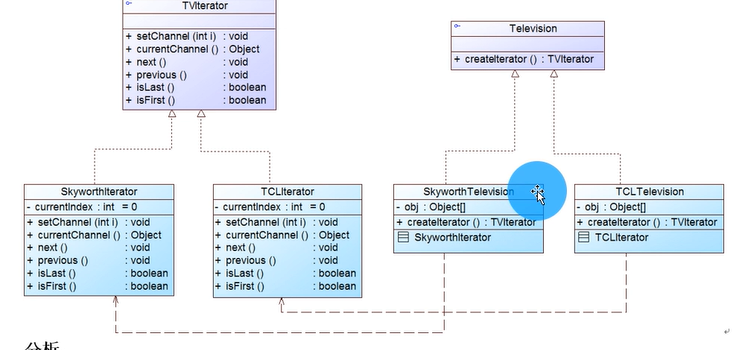 TVIterator
+ setChannel (int i) : void
+ currentChannel () : Object
+ next () : void
+ previous () : void
+ isLast () : boolean
+ isFirst () : boolean
Television
+ createIterator () : TVIterator
SkyworthIterator
- currentIndex : int = 0
+ setChannel (int i) : void
+ currentChannel () : Object
+ next () : void
+ previous () : void
+ isLast () : boolean
+ isFirst () : boolean
TCLIterator
- currentIndex : int = 0
+ setChannel (int i) : void
+ currentChannel () : Object
+ next () : void
+ previous () : void
+ isLast () : boolean
+ isFirst () : boolean
SkyworthTelevision
- obj : Object[]
+ createIterator () : TVIterator
SkyworthIterator
TCLTelevision
- obj : Object[]
+ createIterator () : TVIterator
TCLIterator
分析